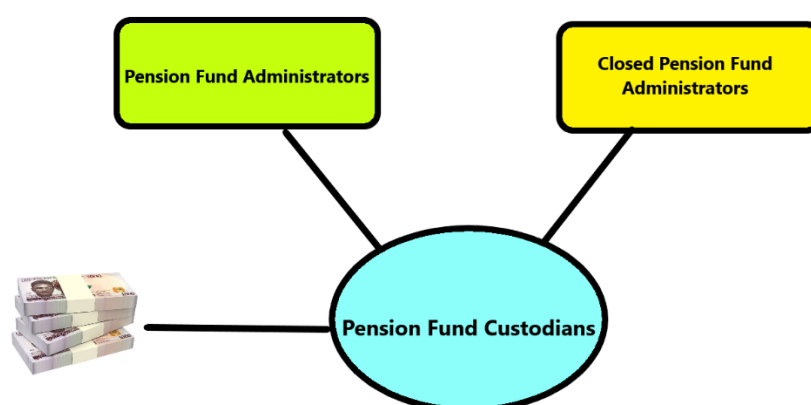 Pension Fund Administrators
Closed Pension Fund
Administrators
Pension Fund Custodians